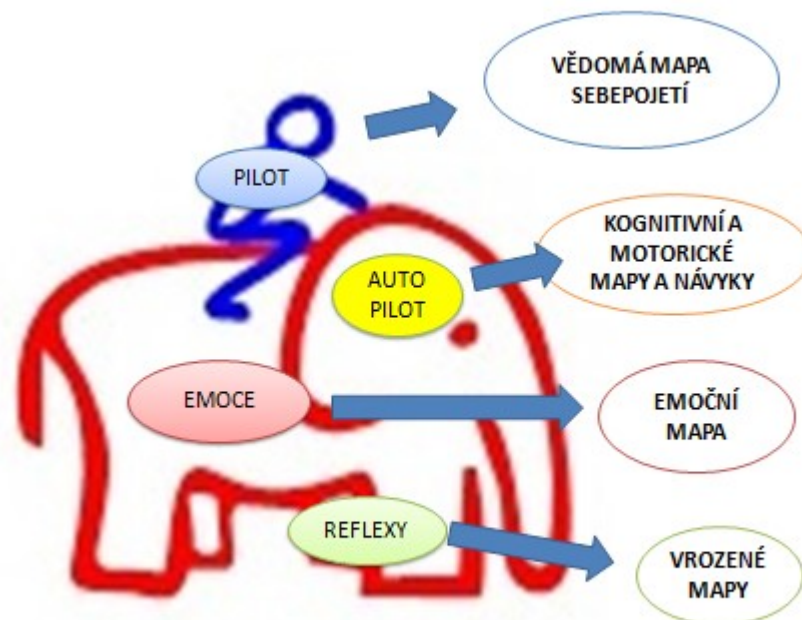 VĚDOMÁ MAPA
SEBEPOJETÍ
PILOT
KOGNITIVNÍ A
MOTORICKÉ
MAPY A NÁVYKY
AUTO
PILOT
EMOCE
EMOČNÍ
MAPA
REFLEXY
VROZENÉ
MAPY